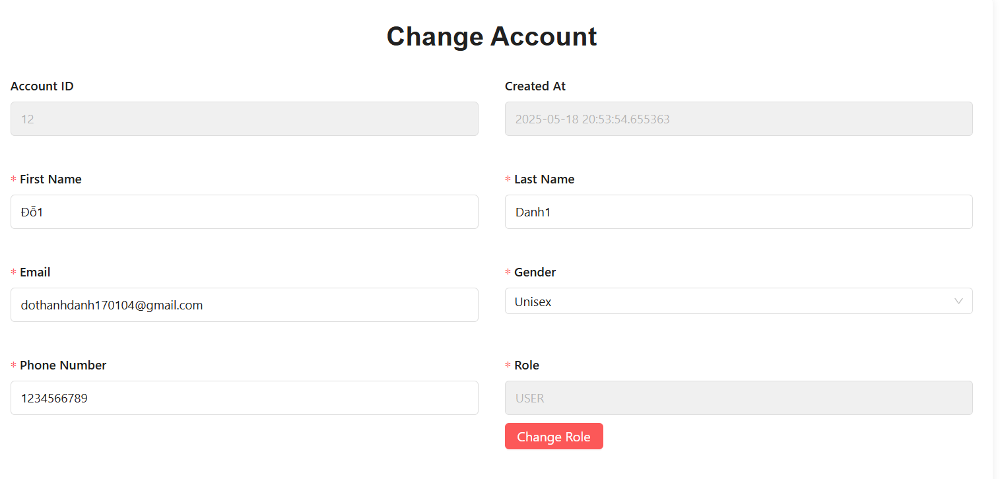 Change Account
Account ID
Created At
12
2025-05-18 20:53:54.655363
* First Name
* Last Name
Đỗ1
Danh1
* Email
* Gender
dothanhdanh170104@gmail.com
Unisex
* Phone Number
* Role
1234566789
USER
Change Role